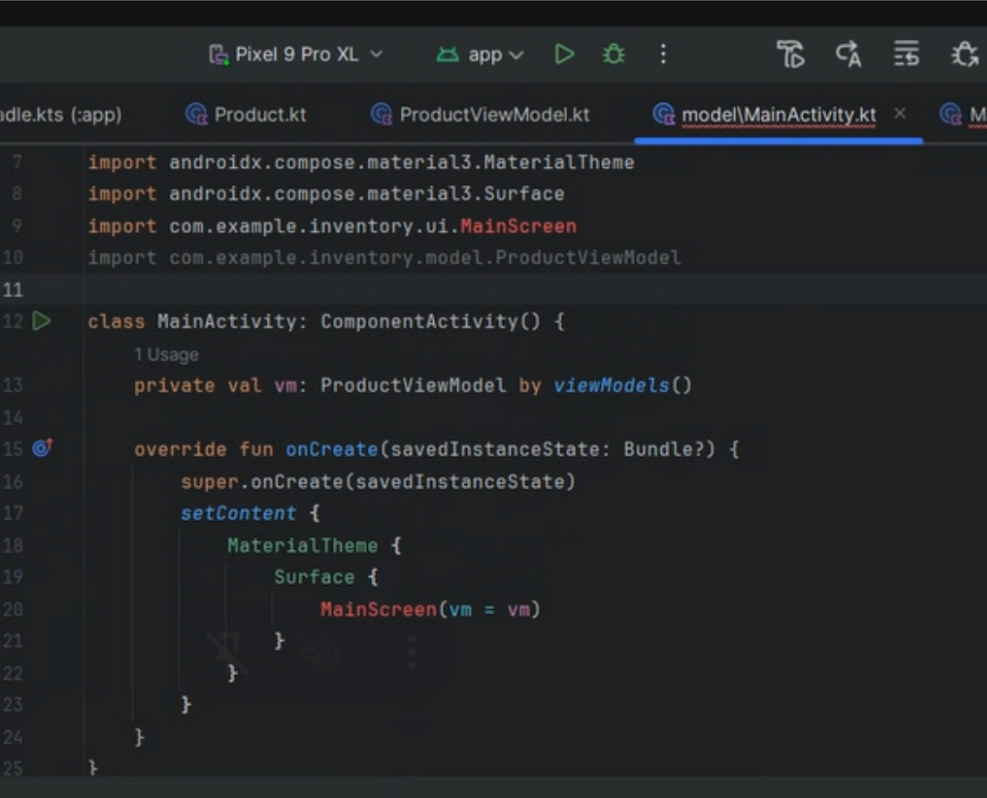 Pixel 9 Pro XL app
adle.kts (:app) Product.kt ProductViewModel.kt model\MainActivity.kt M
7 import androidx.compose.material3.MaterialTheme
8 import androidx.compose.material3.Surface
9 import com.example.inventory.ui.MainScreen
10 import com.example.inventory.model.ProductViewModel
11
12 class MainActivity: ComponentActivity() {
1 Usage
13 private val vm: ProductViewModel by viewModels()
14
15 override fun onCreate(savedInstanceState: Bundle?) {
16 super.onCreate(savedInstanceState)
17 setContent {
18 MaterialTheme {
19 Surface {
20 MainScreen(vm = vm)
21 }
22 }
23 }
24 }
25 }